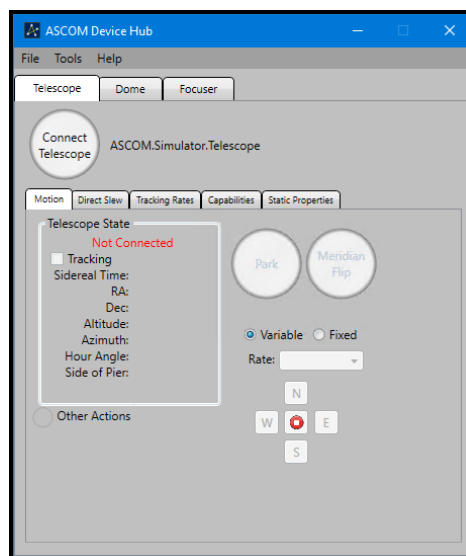 ASCOM Device Hub
File Tools Help
Telescope Dome Focuser
Connect
Telescope
ASCOM.Simulator.Telescope
Motion Direct Slew Tracking Rates Capabilities Static Properties
Telescope State
Not Connected
Tracking
Sidereal Time:
RA:
Dec:
Altitude:
Azimuth:
Hour Angle:
Side of Pier:
Park
Meridian
Flip
Variable Fixed
Rate:
N
W E
S
Other Actions